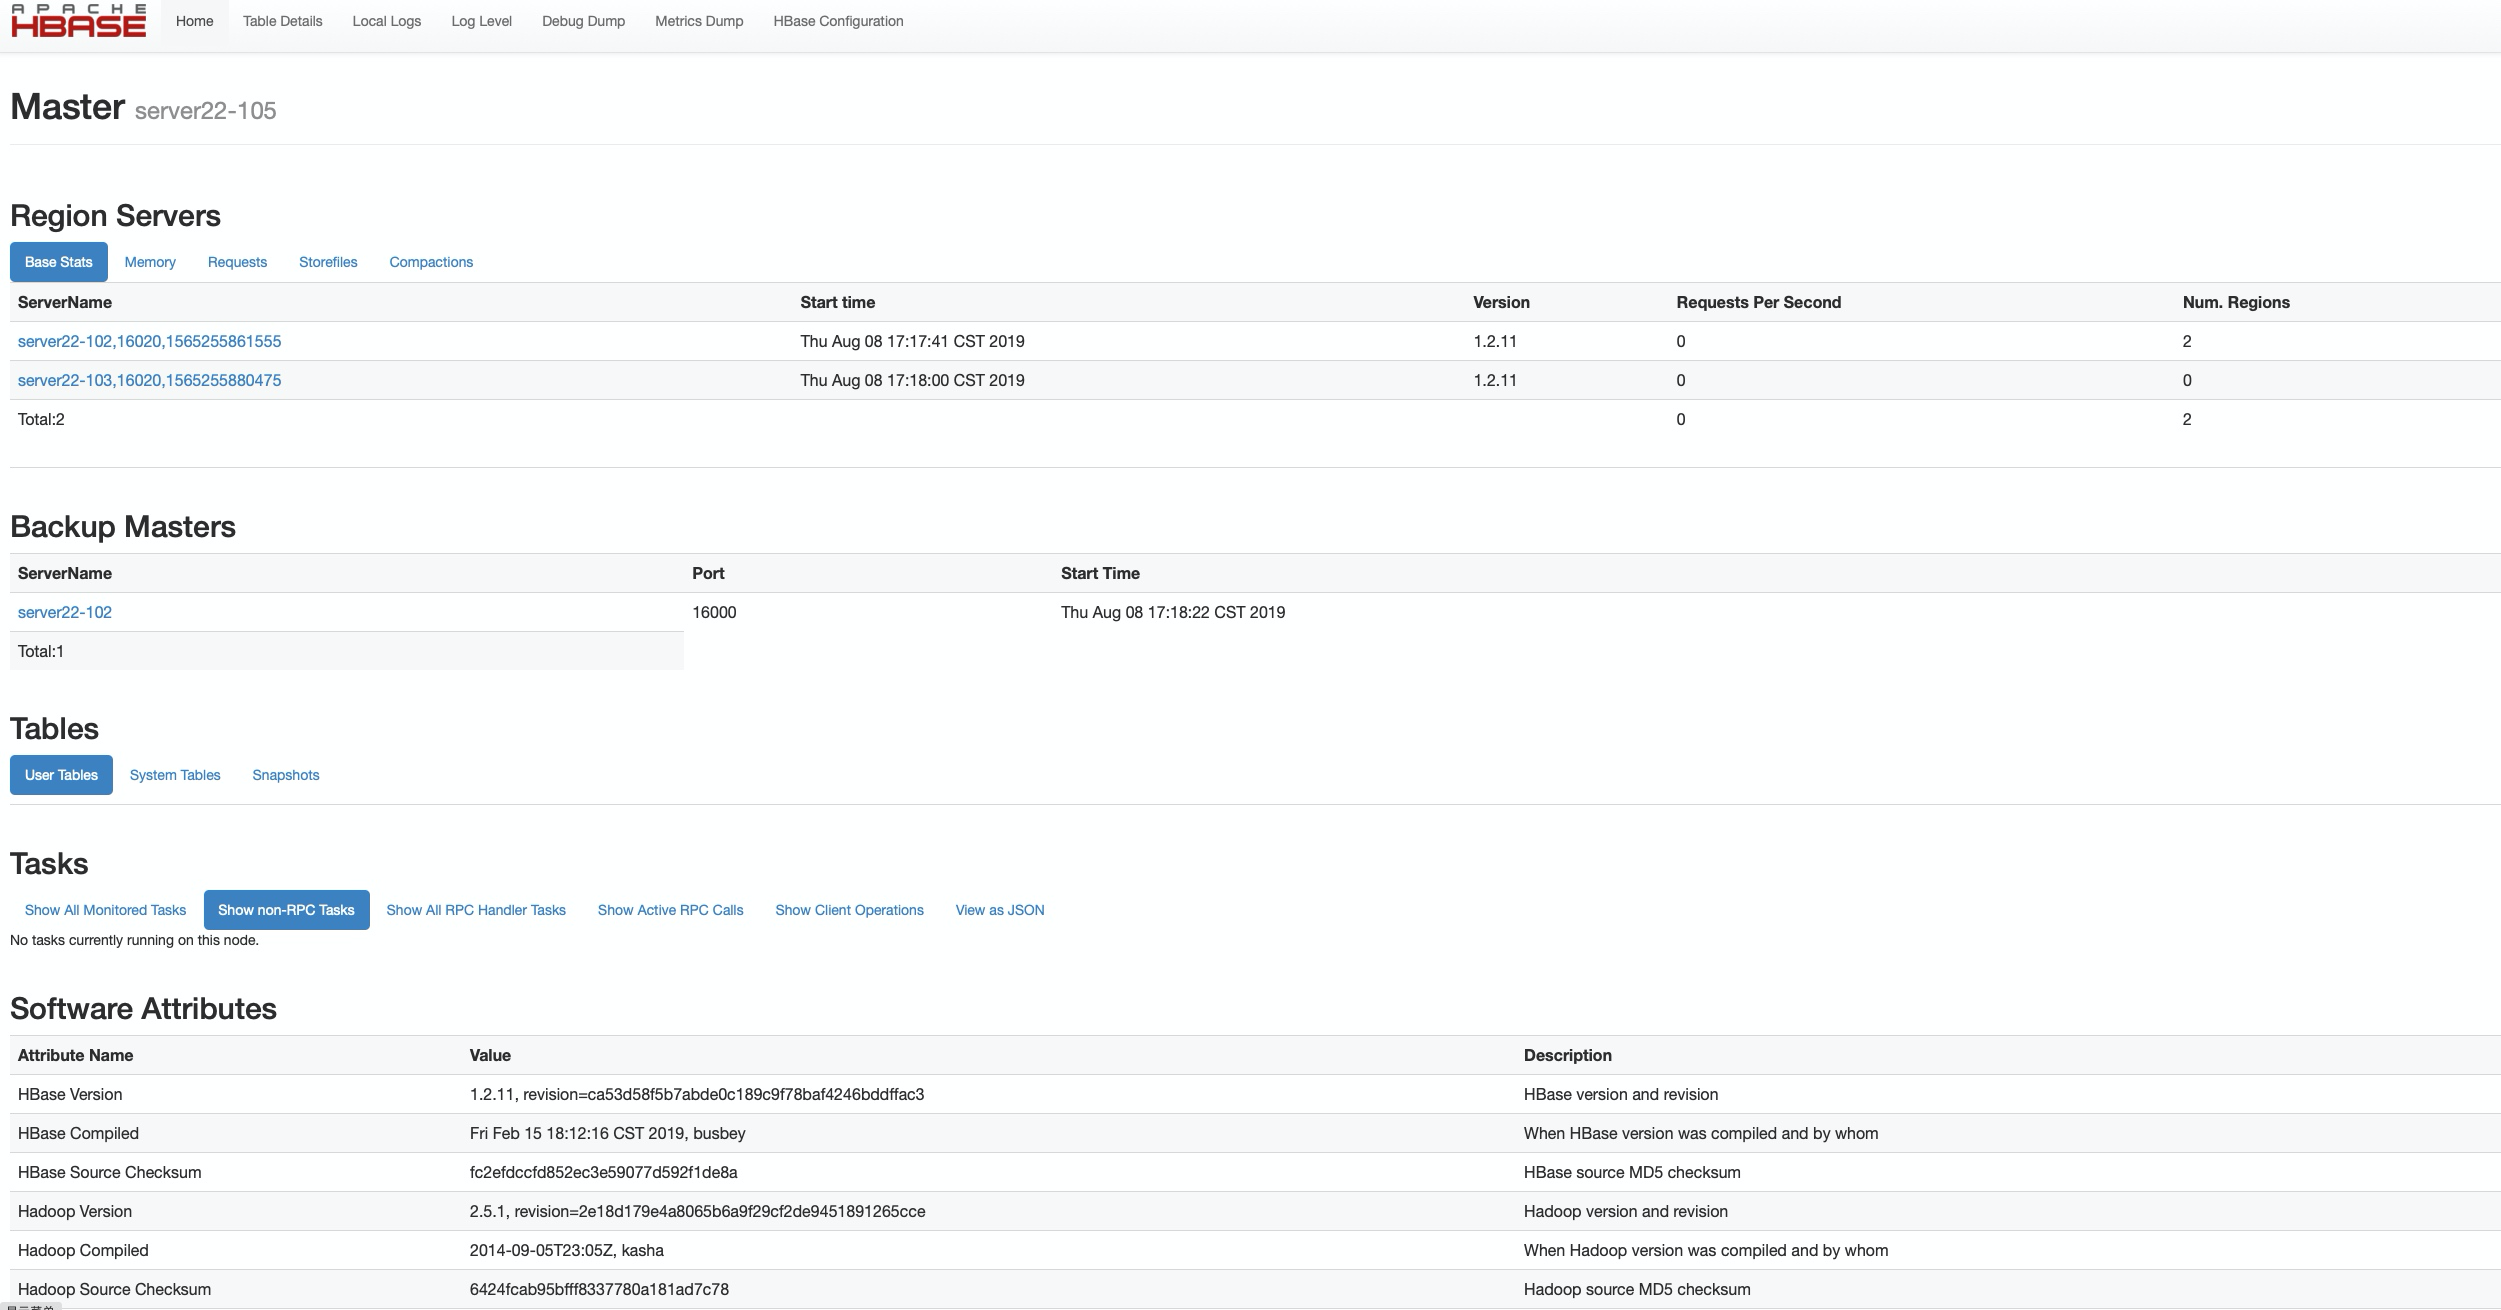 APACHE HBASE Home Table Details Local Logs Log Level Debug Dump Metrics Dump HBase Configuration
Master server22-105
Region Servers
Base Stats Memory Requests Storefiles Compactions
ServerName Start time Version Requests Per Second Num. Regions
server22-102,16020,1565255861555 Thu Aug 08 17:17:41 CST 2019 1.2.11 0 2
server22-103,16020,1565255880475 Thu Aug 08 17:18:00 CST 2019 1.2.11 0 0
Total:2 0 2
Backup Masters
ServerName Port Start Time
server22-102 16000 Thu Aug 08 17:18:22 CST 2019
Total:1
Tables
User Tables System Tables Snapshots
Tasks
Show All Monitored Tasks Show non-RPC Tasks Show All RPC Handler Tasks Show Active RPC Calls Show Client Operations View as JSON
No tasks currently running on this node.
Software Attributes
Attribute Name Value Description
HBase Version 1.2.11, revision=ca53d58f5b7abde0c189c9f78baf4246bddffac3 HBase version and revision
HBase Compiled Fri Feb 15 18:12:16 CST 2019, busbey When HBase version was compiled and by whom
HBase Source Checksum fc2efdccfd852ec3e59077d592f1de8a HBase source MD5 checksum
Hadoop Version 2.5.1, revision=2e18d179e4a8065b6a9f29cf2de9451891265cce Hadoop version and revision
Hadoop Compiled 2014-09-05T23:05Z, kasha When Hadoop version was compiled and by whom
Hadoop Source Checksum 6424fcab95bfff8337780a181ad7c78 Hadoop source MD5 checksum